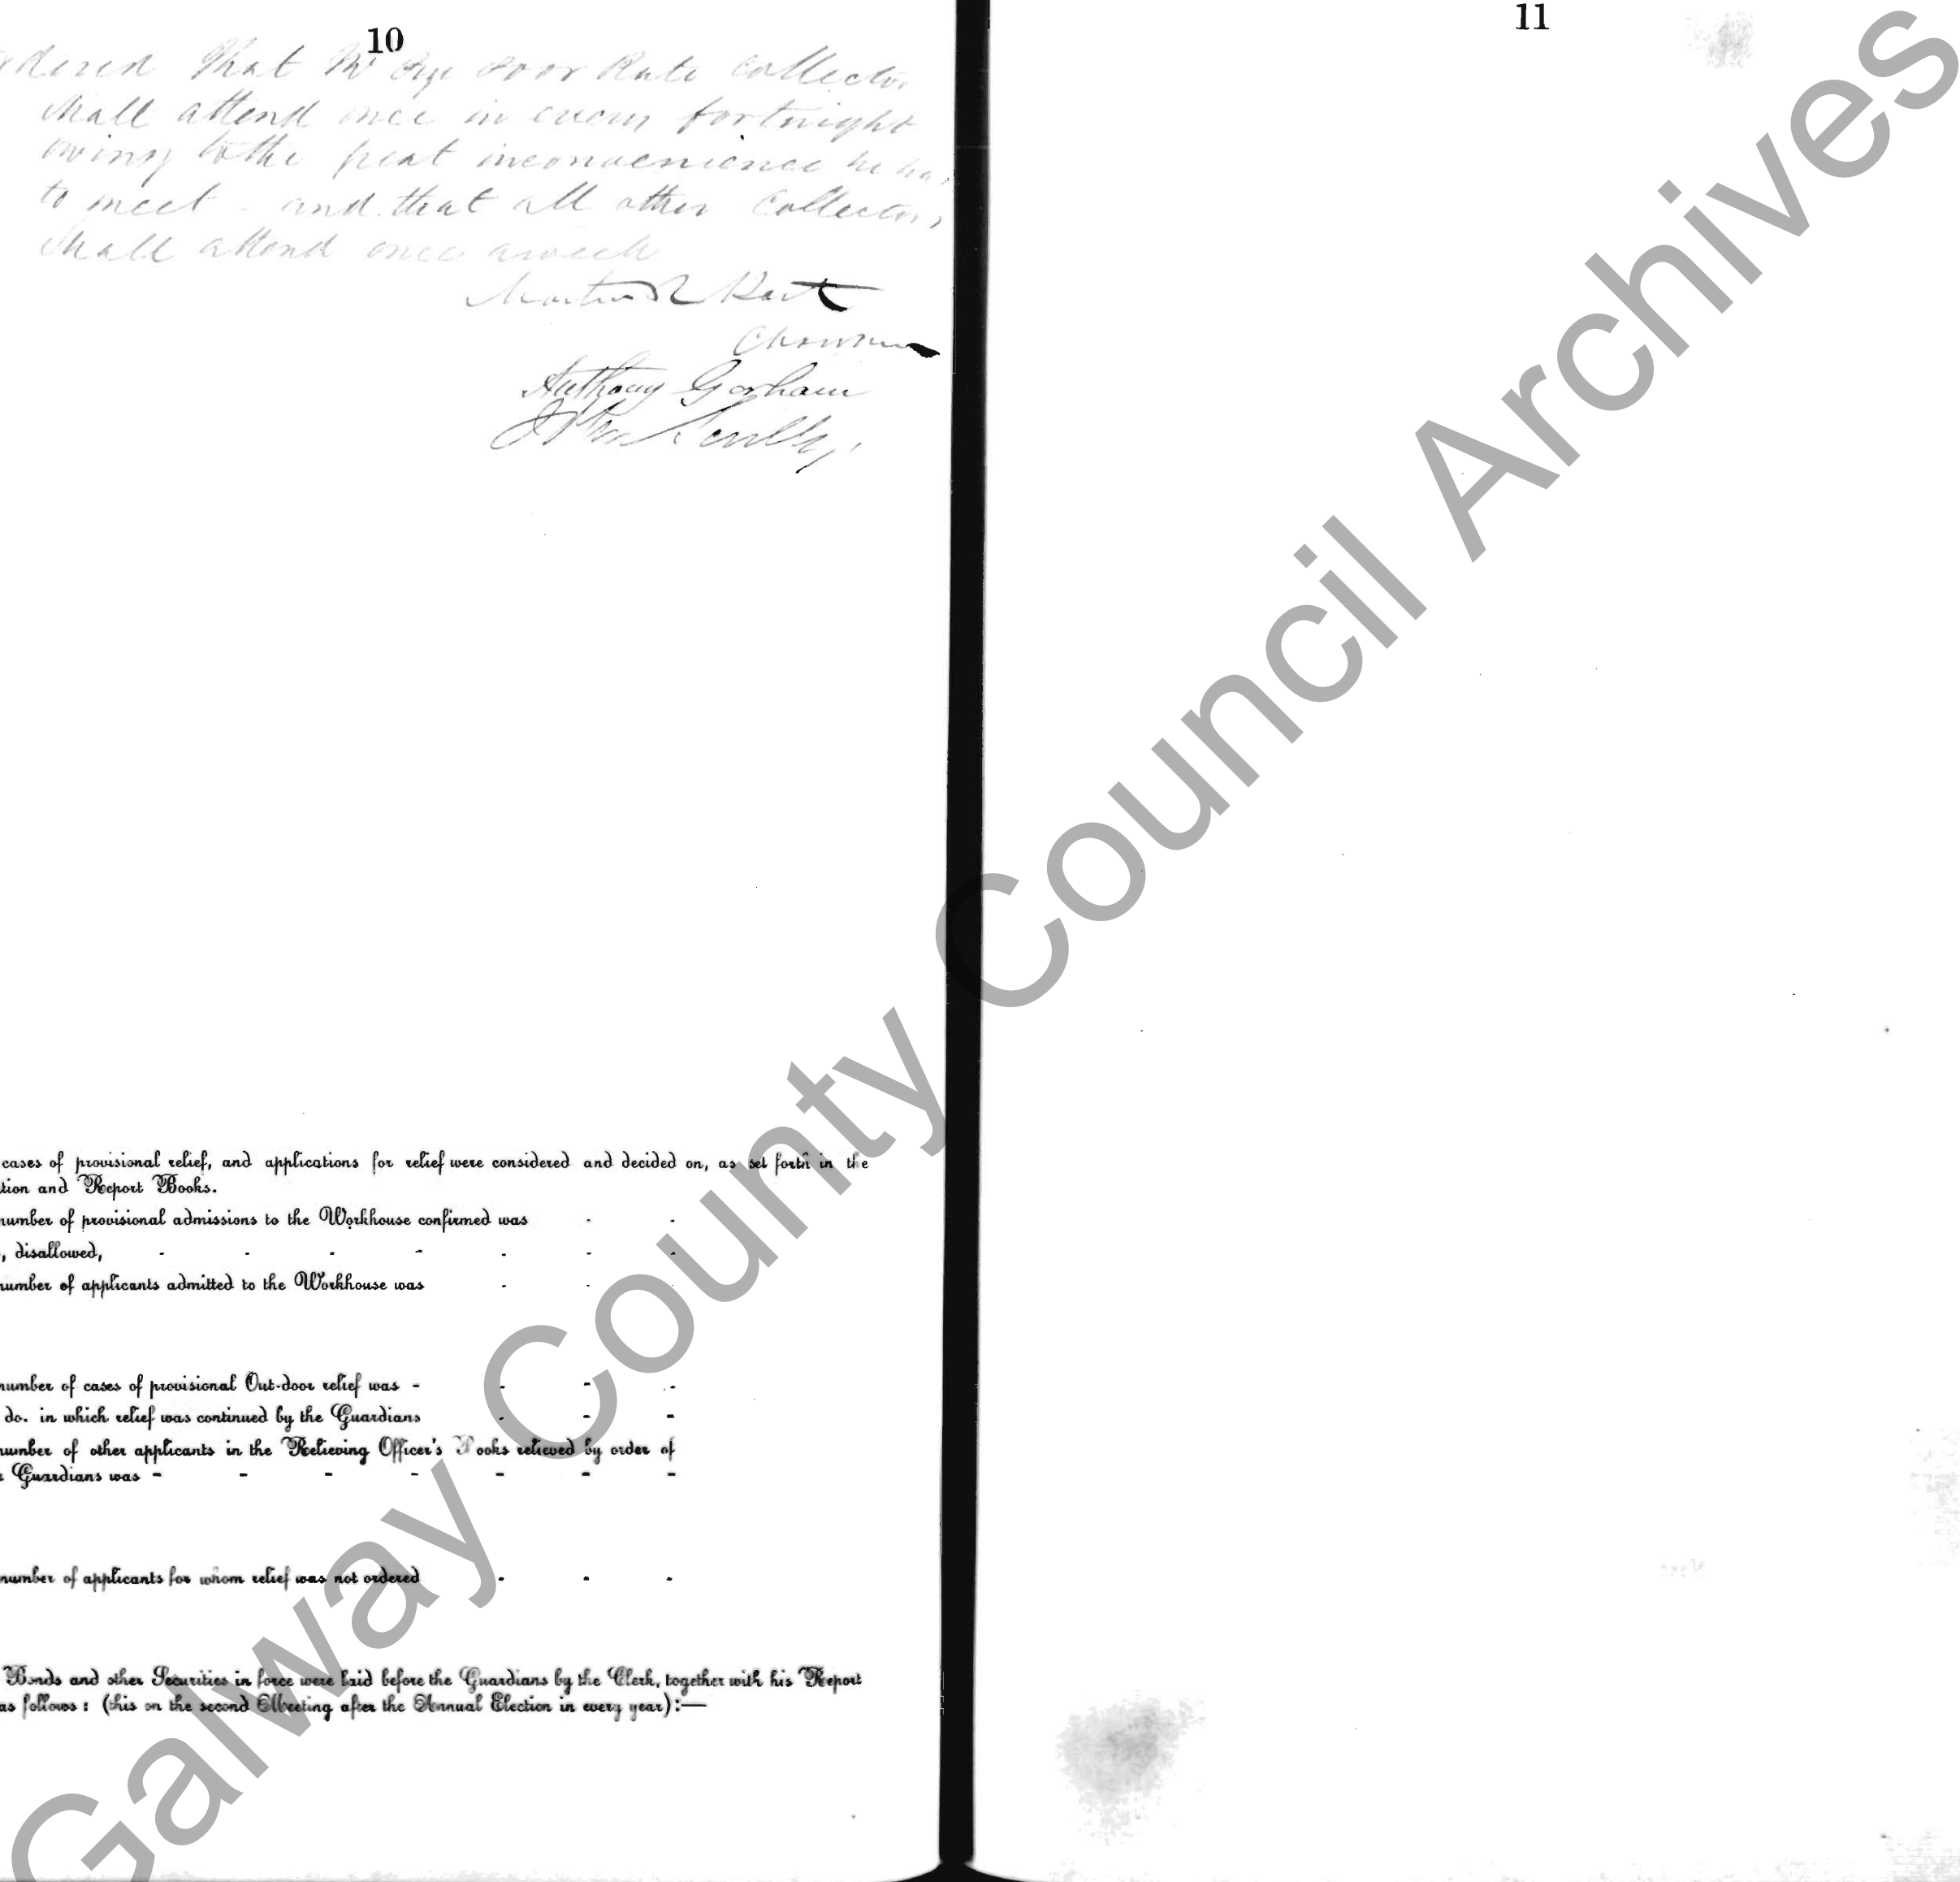 10
dered that Mr Poor Rate Collector
shall attend once in every fortnight
owing to the great inconvenience he ha
to meet - and that all other Collectors
shall attend once a week
Martin Hart
Chairman
Anthony Gorham
Scully
cases of provisional relief, and applications for relief were considered and decided on, as set forth in the
tion and Report Books.
number of provisional admissions to the Workhouse confirmed was - -
, disallowed, - - - - - - -
number of applicants admitted to the Workhouse was - - -
number of cases of provisional Out-door relief was - - - -
do. in which relief was continued by the Guardians - - -
number of other applicants in the Relieving Officer's Books relieved by order of
e Guardians was - - - - - - -
number of applicants for whom relief was not ordered - - -
Bonds and other Securities in force were laid before the Guardians by the Clerk, together with his Report
as follows : (this on the second Meeting after the Annual Election in every year):—
11
Galway County Council Archives